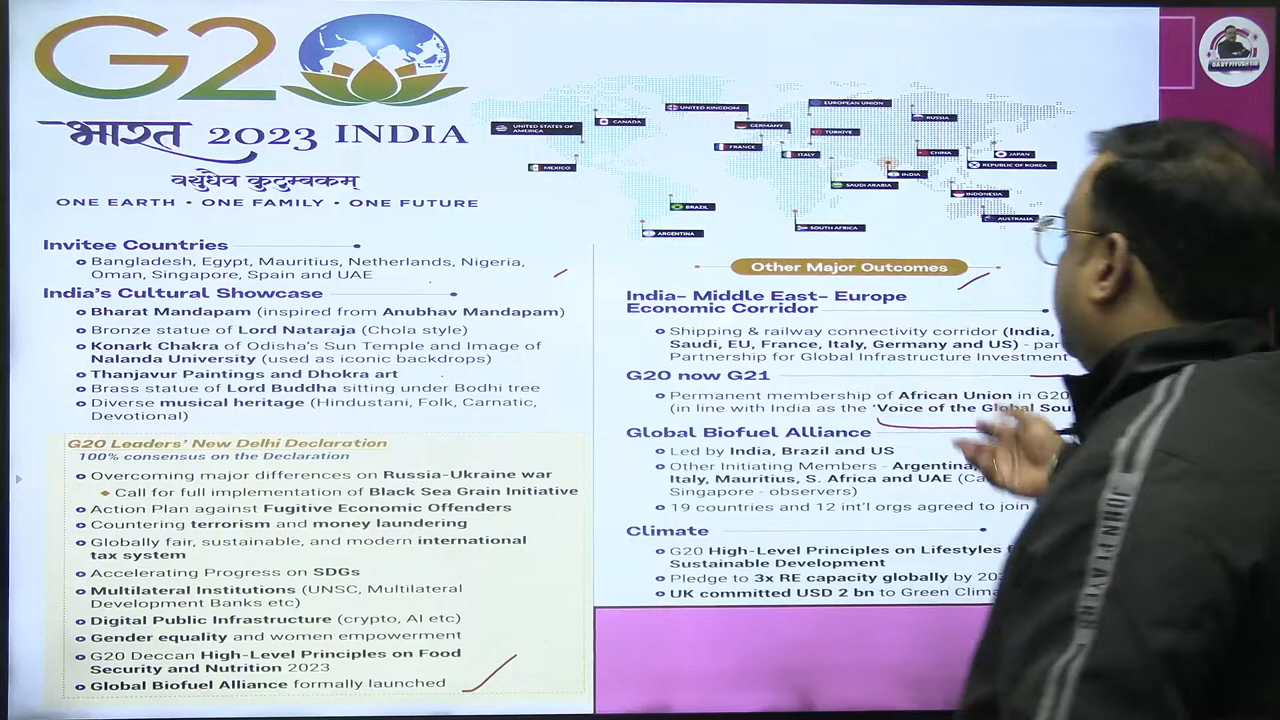 G20
भारत 2023 INDIA
वसुधैव कुटुम्बकम्
ONE EARTH • ONE FAMILY • ONE FUTURE
UNITED STATES OF
AMERICA
CANADA
MEXICO
UNITED KINGDOM
GERMANY
FRANCE
ITALY
EUROPEAN UNION
TÜRKIYE
RUSSIA
CHINA
JAPAN
REPUBLIC OF KOREA
INDIA
SAUDI ARABIA
INDONESIA
AUSTRALIA
BRAZIL
ARGENTINA
SOUTH AFRICA
GA BY PIYUSH SIR
Invitee Countries
Bangladesh, Egypt, Mauritius, Netherlands, Nigeria,
Oman, Singapore, Spain and UAE
India's Cultural Showcase
Bharat Mandapam (inspired from Anubhav Mandapam)
Bronze statue of Lord Nataraja (Chola style)
Konark Chakra of Odisha's Sun Temple and Image of
Nalanda University (used as iconic backdrops)
Thanjavur Paintings and Dhokra art
Brass statue of Lord Buddha sitting under Bodhi tree
Diverse musical heritage (Hindustani, Folk, Carnatic,
Devotional)
G20 Leaders' New Delhi Declaration
100% consensus on the Declaration
Overcoming major differences on Russia-Ukraine war
Call for full implementation of Black Sea Grain Initiative
Action Plan against Fugitive Economic Offenders
Countering terrorism and money laundering
Globally fair, sustainable, and modern international
tax system
Accelerating Progress on SDGs
Multilateral Institutions (UNSC, Multilateral
Development Banks etc)
Digital Public Infrastructure (crypto, AI etc)
Gender equality and women empowerment
G20 Deccan High-Level Principles on Food
Security and Nutrition 2023
Global Biofuel Alliance formally launched
Other Major Outcomes
India- Middle East- Europe
Economic Corridor
Shipping & railway connectivity corridor (India,
Saudi, EU, France, Italy, Germany and US) -
Partnership for Global Infrastructure Investment
G20 now G21
Permanent membership of African Union in G20
(in line with India as the 'Voice of the Global
Global Biofuel Alliance
Led by India, Brazil and US
Other Initiating Members - Argentina,
Italy, Mauritius, S. Africa and UAE
Singapore - observers)
19 countries and 12 int'l orgs agreed to join
Climate
G20 High-Level Principles on Lifestyles
Sustainable Development
Pledge to 3x RE capacity globally by
UK committed USD 2 bn to Green
JOHN PLAYERS